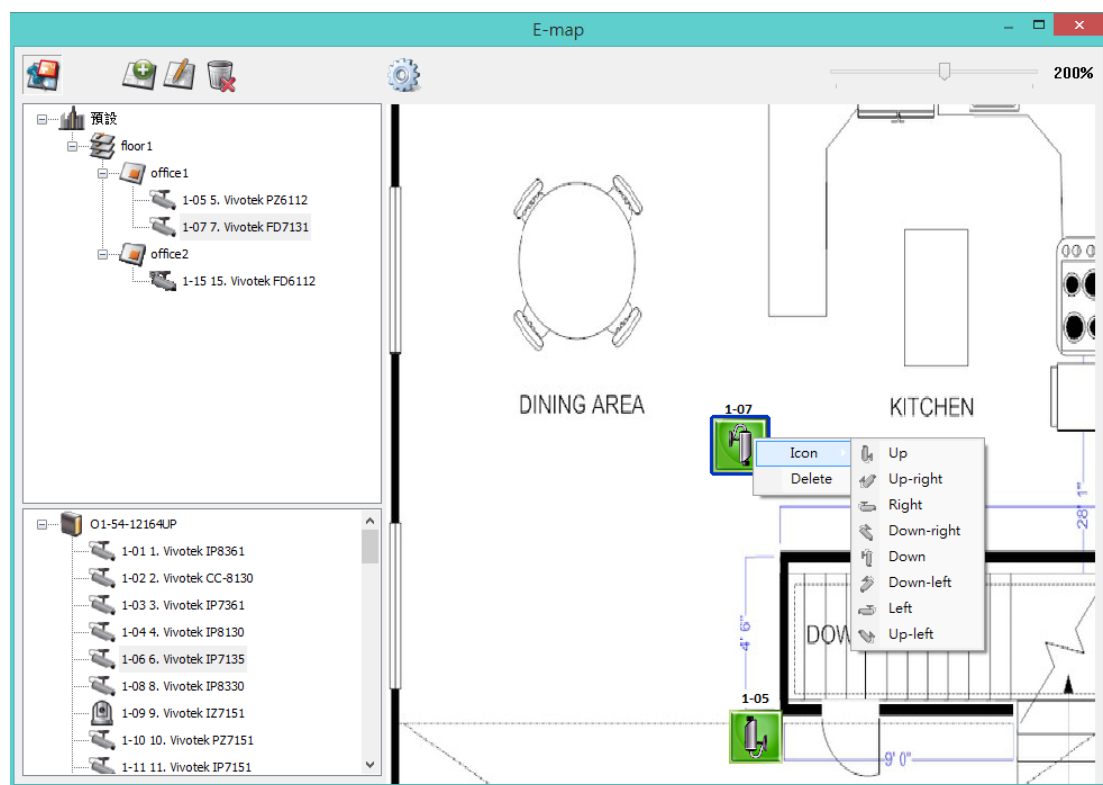 E-map
200%
預設
floor1
office1
1-05 5. Vivotek PZ6112
1-07 7. Vivotek FD7131
office2
1-15 15. Vivotek FD6112
O1-54-12164UP
1-01 1. Vivotek IP8361
1-02 2. Vivotek CC-8130
1-03 3. Vivotek IP7361
1-04 4. Vivotek IP8130
1-06 6. Vivotek IP7135
1-08 8. Vivotek IP8330
1-09 9. Vivotek IZ7151
1-10 10. Vivotek PZ7151
1-11 11. Vivotek IP7151
DINING AREA
KITCHEN
1-07
Icon
Delete
Up
Up-right
Right
Down-right
Down
Down-left
Left
Up-left
28' 1"
4' 6"
DOW
1-05
9' 0"